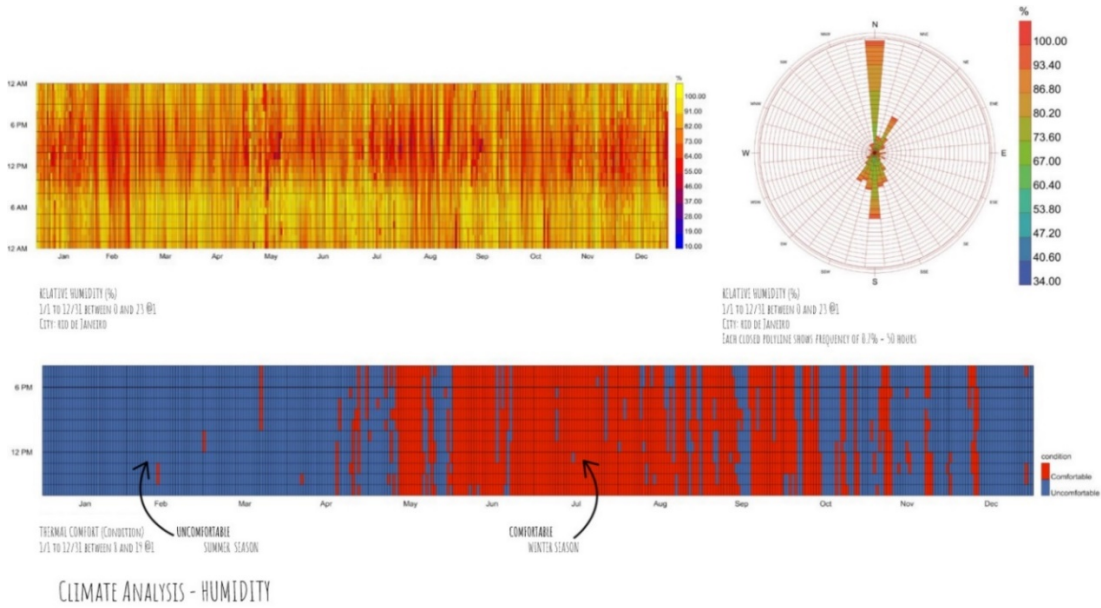 %
12 AM
6 PM
12 PM
6 AM
12 AM
Jan Feb Mar Apr May Jun Jul Aug Sep Oct Nov Dec
100.00
91.00
82.00
73.00
64.00
55.00
46.00
37.00
28.00
19.00
10.00
RELATIVE HUMIDITY (%)
1/1 TO 12/31 BETWEEN 0 AND 23 @1
CITY: RIO DE JANEIRO
N
E
S
W
%
100.00
93.40
86.80
80.20
73.60
67.00
60.40
53.80
47.20
40.60
34.00
RELATIVE HUMIDITY (%)
1/1 TO 12/31 BETWEEN 0 AND 23 @1
CITY: RIO DE JANEIRO
EACH CLOSED POLYLINE SHOWS FREQUENCY OF 0.7% = 50 HOURS
6 PM
12 PM
Jan Feb Mar Apr May Jun Jul Aug Sep Oct Nov Dec
condition
Comfortable
Uncomfortable
THERMAL COMFORT (CONDITION)
1/1 TO 12/31 BETWEEN 8 AND 19 @1
UNCOMFORTABLE
SUMMER SEASON
COMFORTABLE
WINTER SEASON
CLIMATE ANALYSIS - HUMIDITY